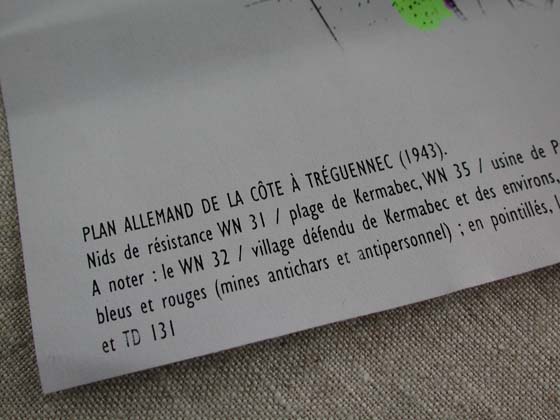 PLAN ALLEMAND DE LA CÔTE À TRÉGUENNEC (1943).
Nids de résistance WN 31 / plage de Kermabec, WN 35 / usine de
A noter : le WN 32 / village défendu de Kermabec et des environs,
bleus et rouges (mines antichars et antipersonnel) ; en pointillés,
et TD 131